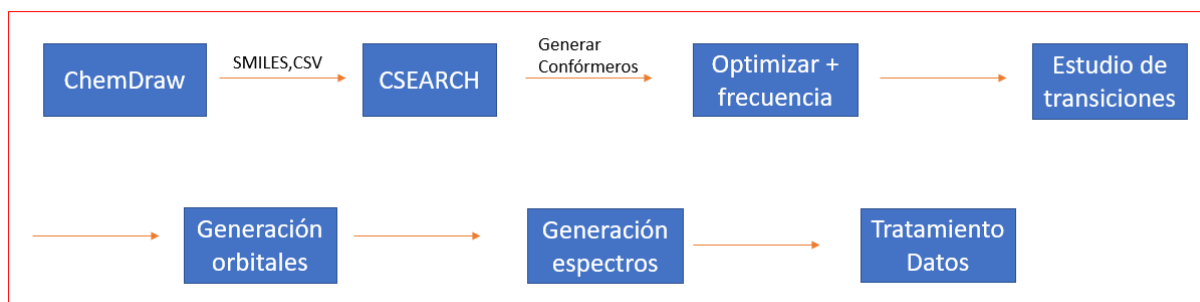 ChemDraw
SMILES,CSV
CSEARCH
Generar
Confórmeros
Optimizar +
frecuencia
Estudio de
transiciones
Generación
orbitales
Generación
espectros
Tratamiento
Datos